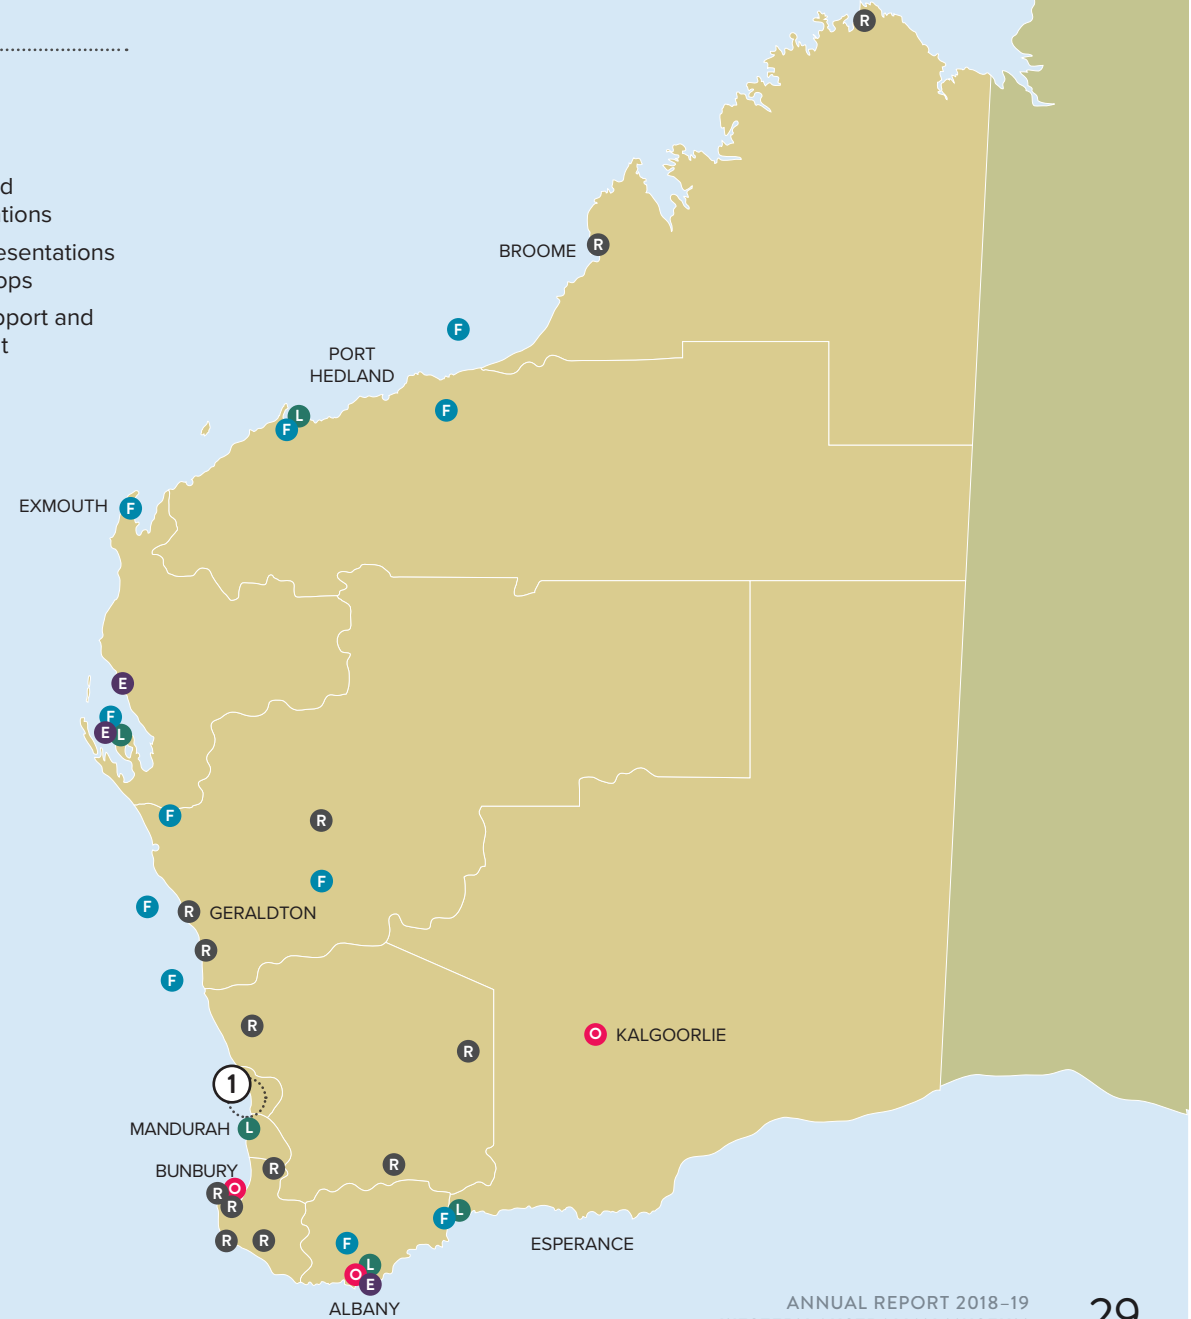 R
d
tions
BROOME R
esentations
ops
pport and
F
t
PORT
HEDLAND
L
F
F
EXMOUTH F
E
F
E L
F
R
F
F
R GERALDTON
R
F
R
O KALGOORLIE
R
1
MANDURAH L
BUNBURY R
R
R O
R
L
F
R R
F
ESPERANCE
L
O
E
ALBANY
ANNUAL REPORT 2018–19
29